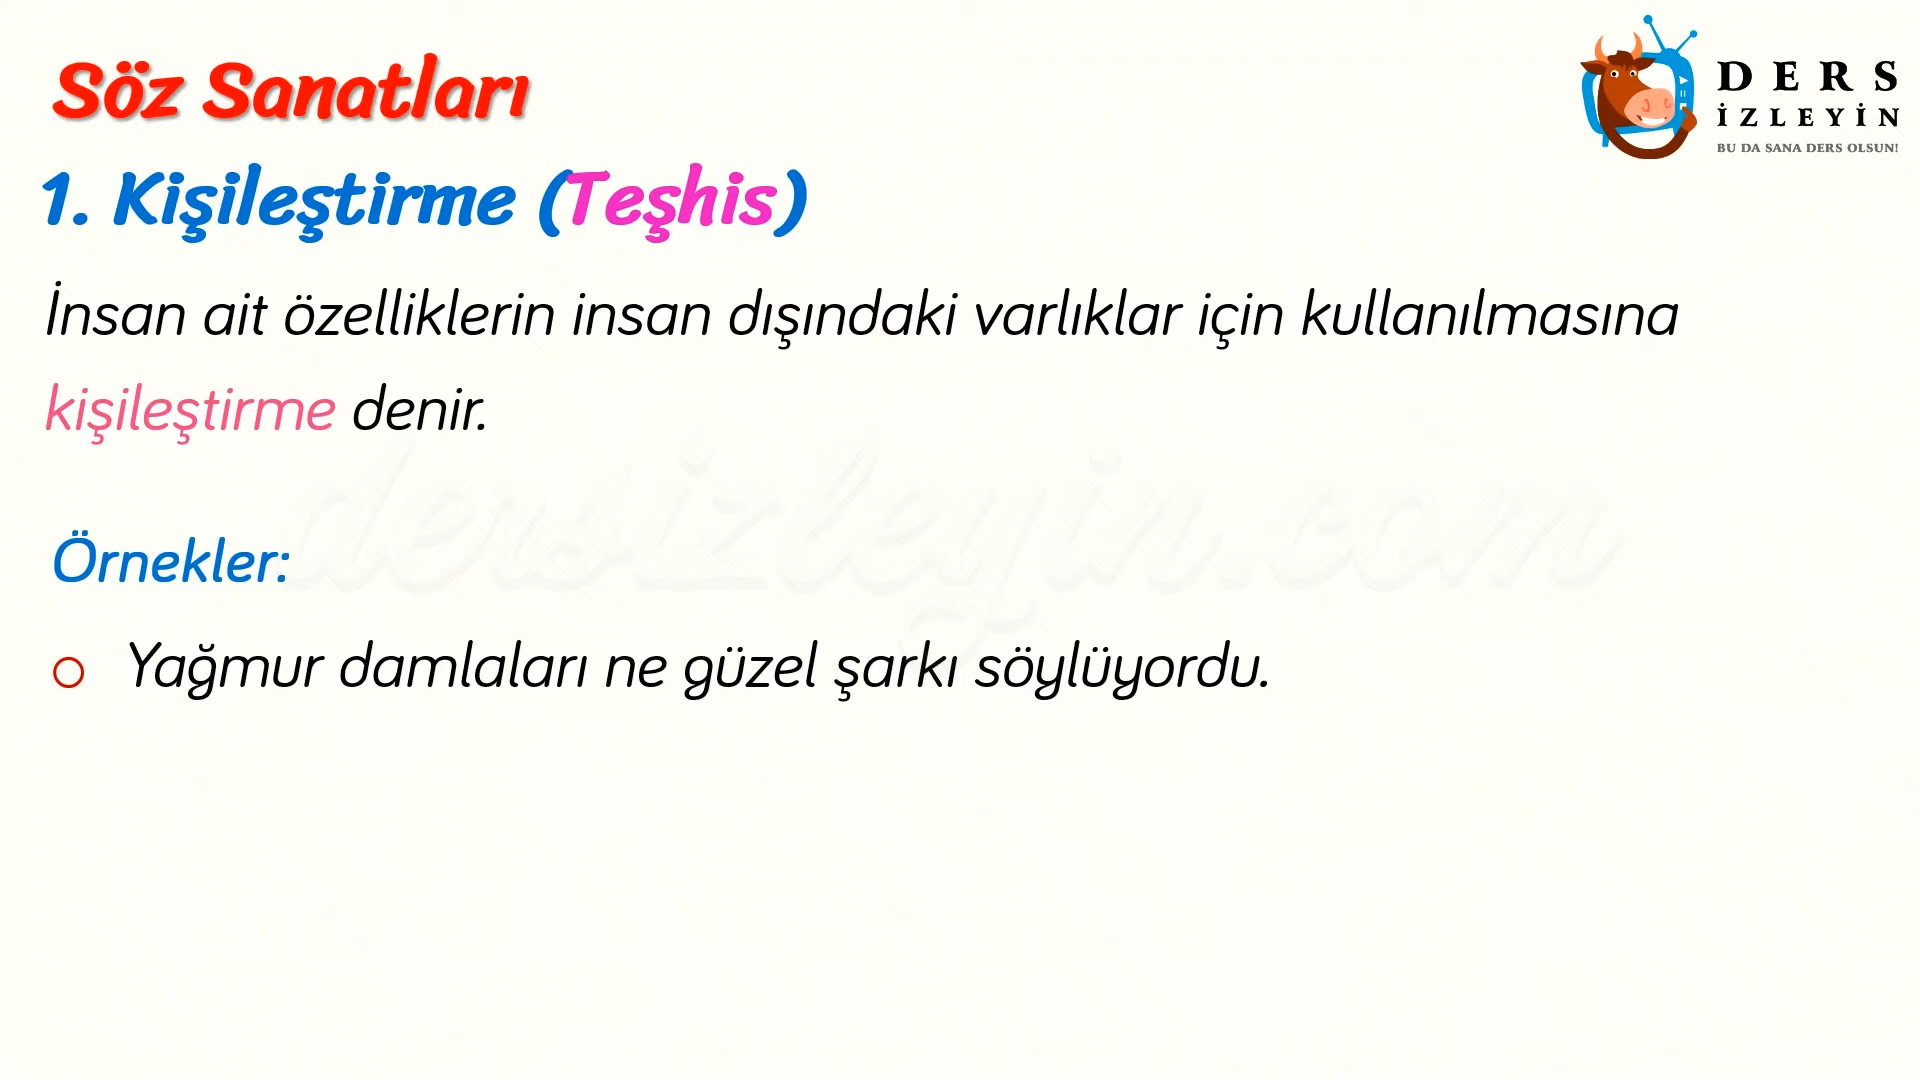 Söz Sanatları
DERS
İZLEYİN
BU DA SANA DERS OLSUN!
1. Kişileştirme (Teşhis)
İnsan ait özelliklerin insan dışındaki varlıklar için kullanılmasına
kişileştirme denir.
dersizleyin.com
Örnekler:
Yağmur damlaları ne güzel şarkı söylüyordu.